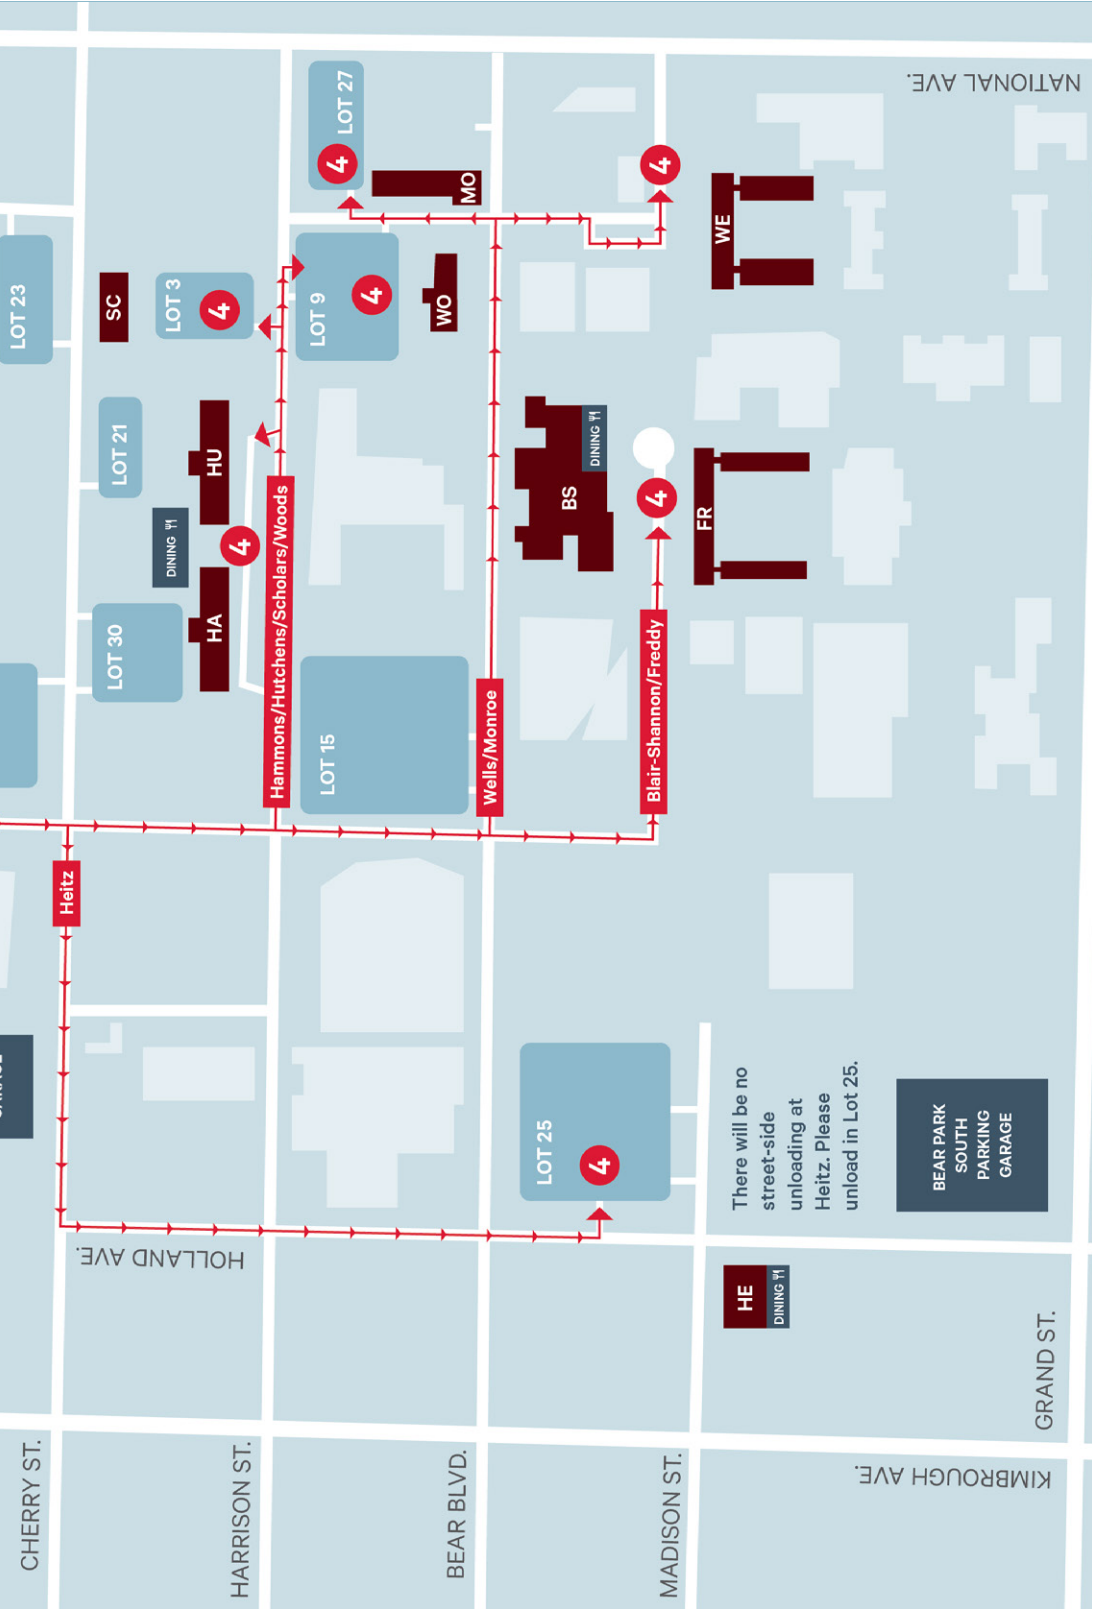 NATIONAL AVE.
LOT 27
4
MO
4
WE
LOT 23
SC
LOT 3
4
LOT 9
4
WO
LOT 21
HU
DINING
4
HA
LOT 30
Hammons/Hutchens/Scholars/Woods
BS
DINING
4
FR
LOT 15
Wells/Monroe
Blair-Shannon/Freddy
Heitz
LOT 25
4
There will be no
street-side
unloading at
Heitz. Please
unload in Lot 25.
BEAR PARK
SOUTH
PARKING
GARAGE
HOLLAND AVE.
HE
DINING
GRAND ST.
CHERRY ST.
HARRISON ST.
BEAR BLVD.
MADISON ST.
KIMBROUGH AVE.